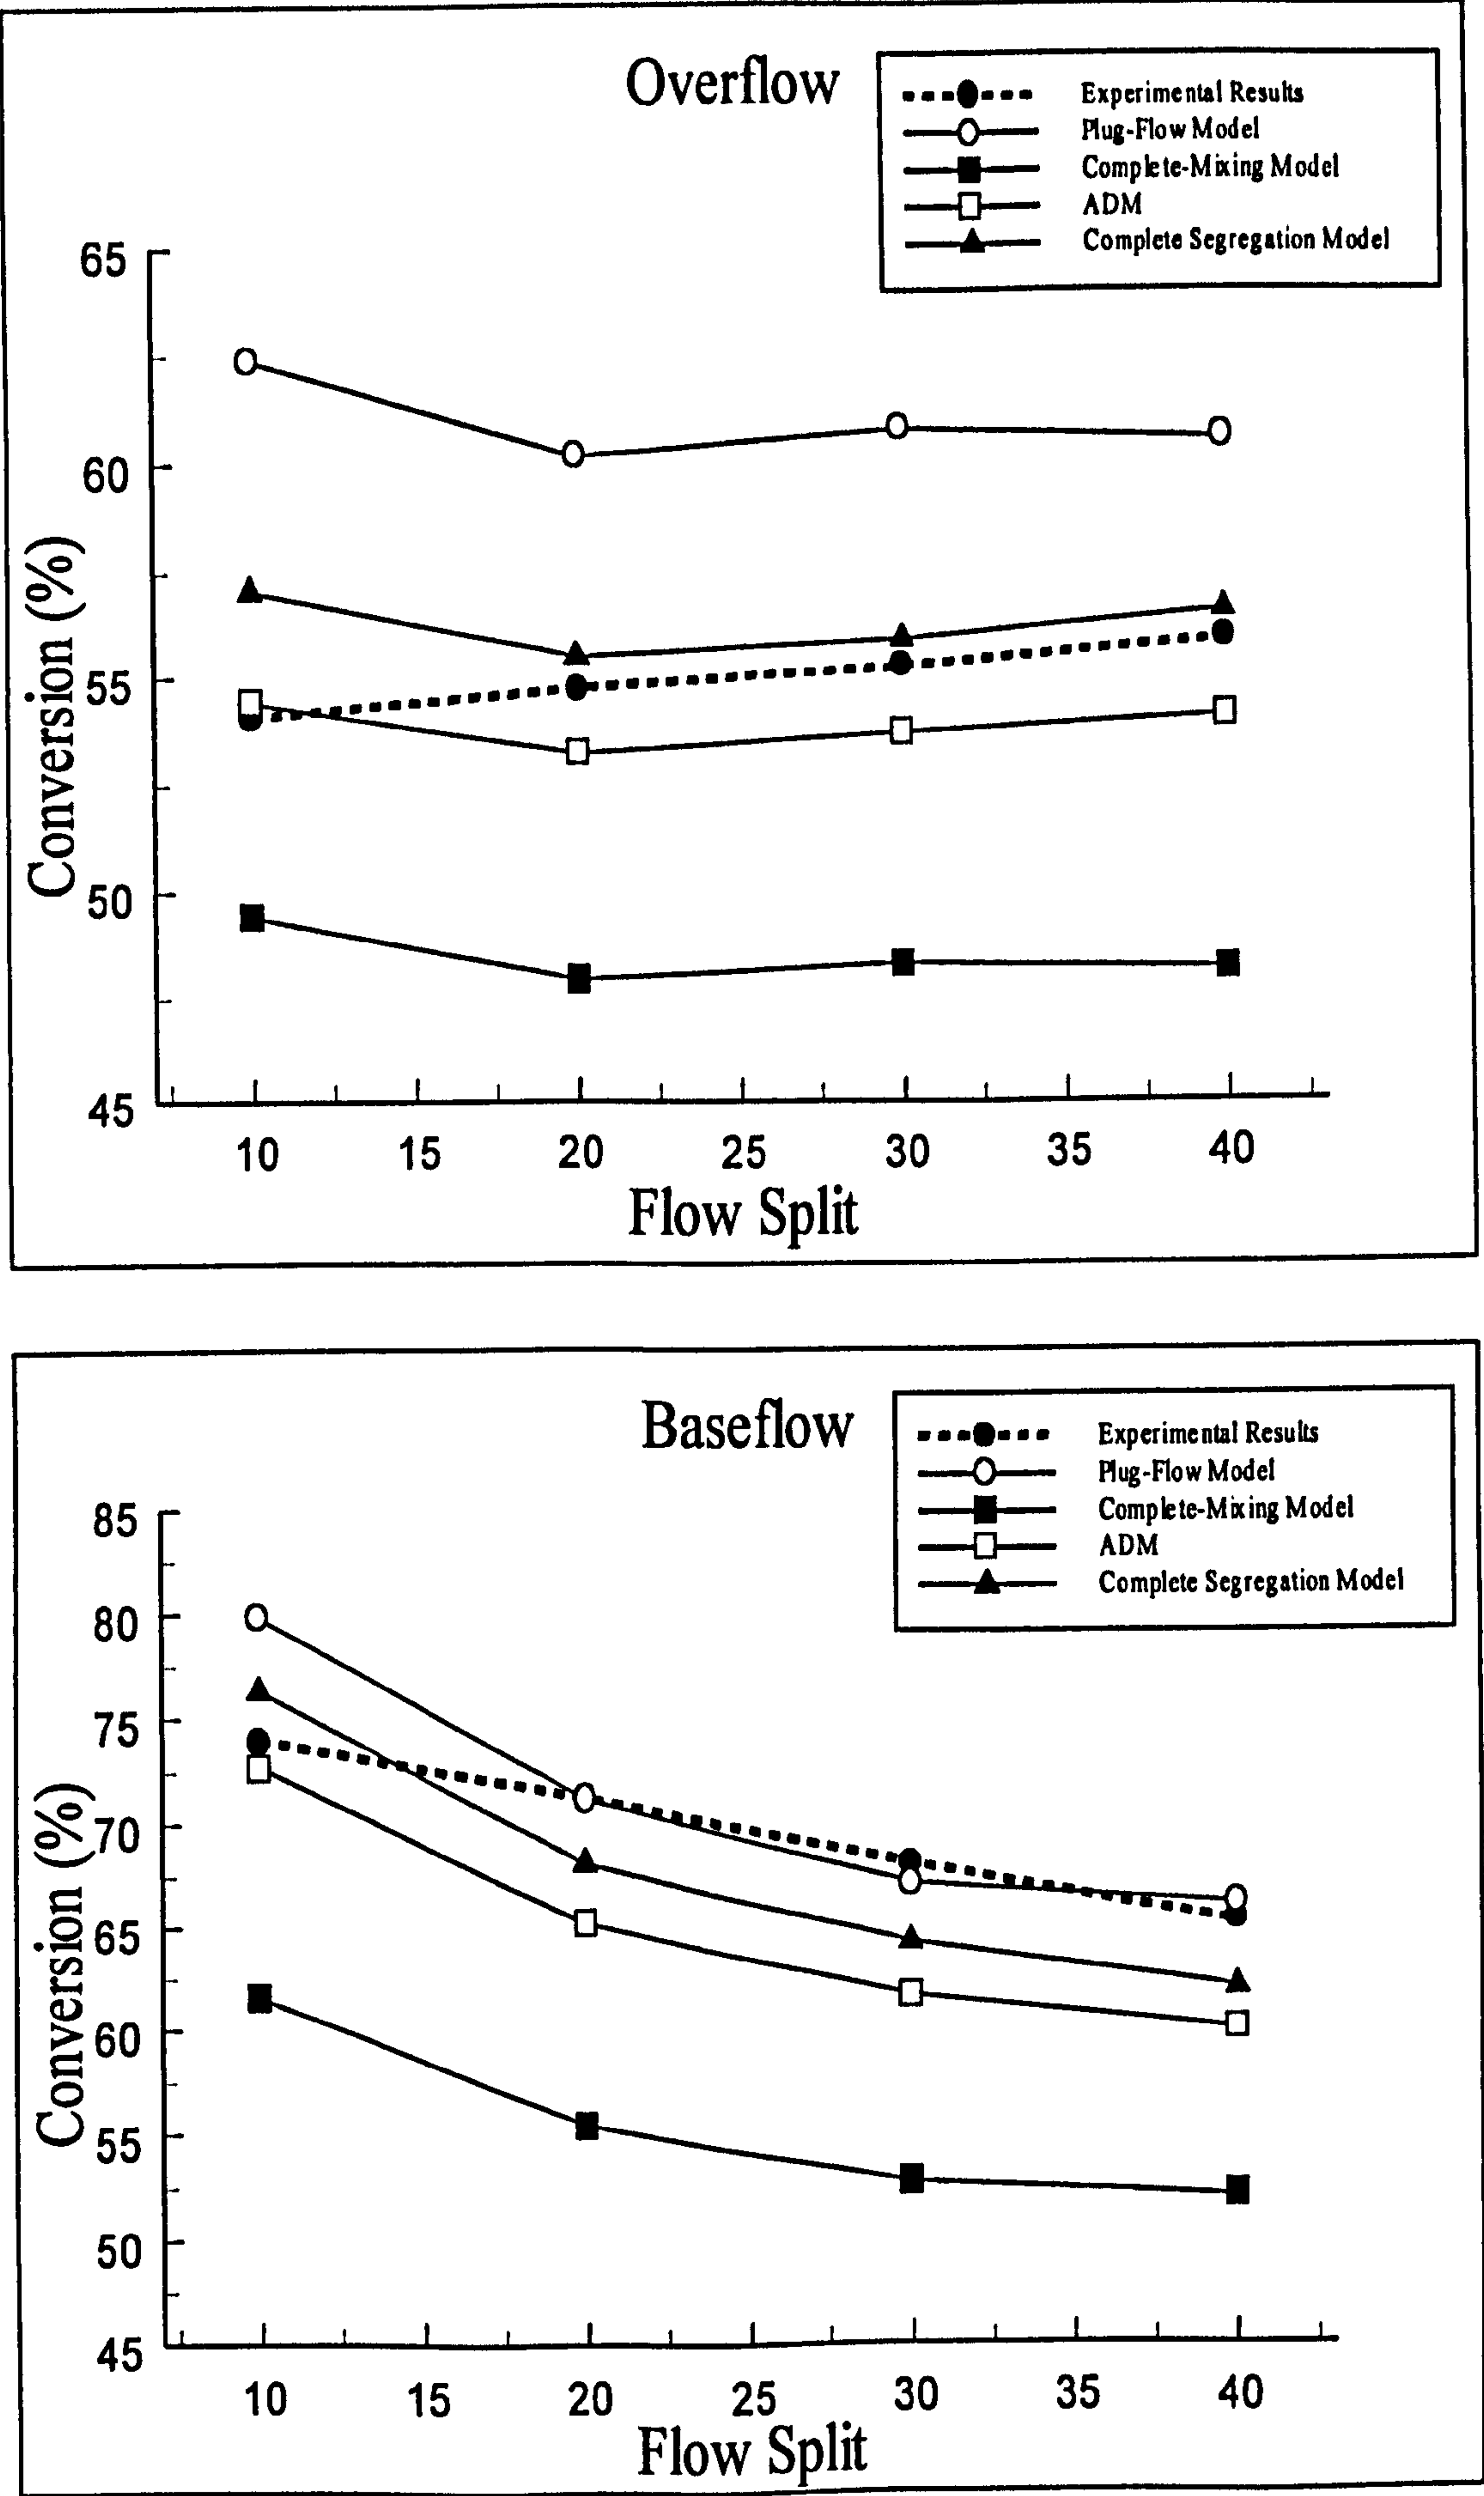 Overflow
Experimental Results
Plug-Flow Model
Complete-Mixing Model
ADM
Complete Segregation Model
65
60
55
50
45
Conversion (%)
10 15 20 25 30 35 40
Flow Split
Baseflow
Experimental Results
Plug-Flow Model
Complete-Mixing Model
ADM
Complete Segregation Model
85
80
75
70
65
60
55
50
45
Conversion (%)
10 15 20 25 30 35 40
Flow Split